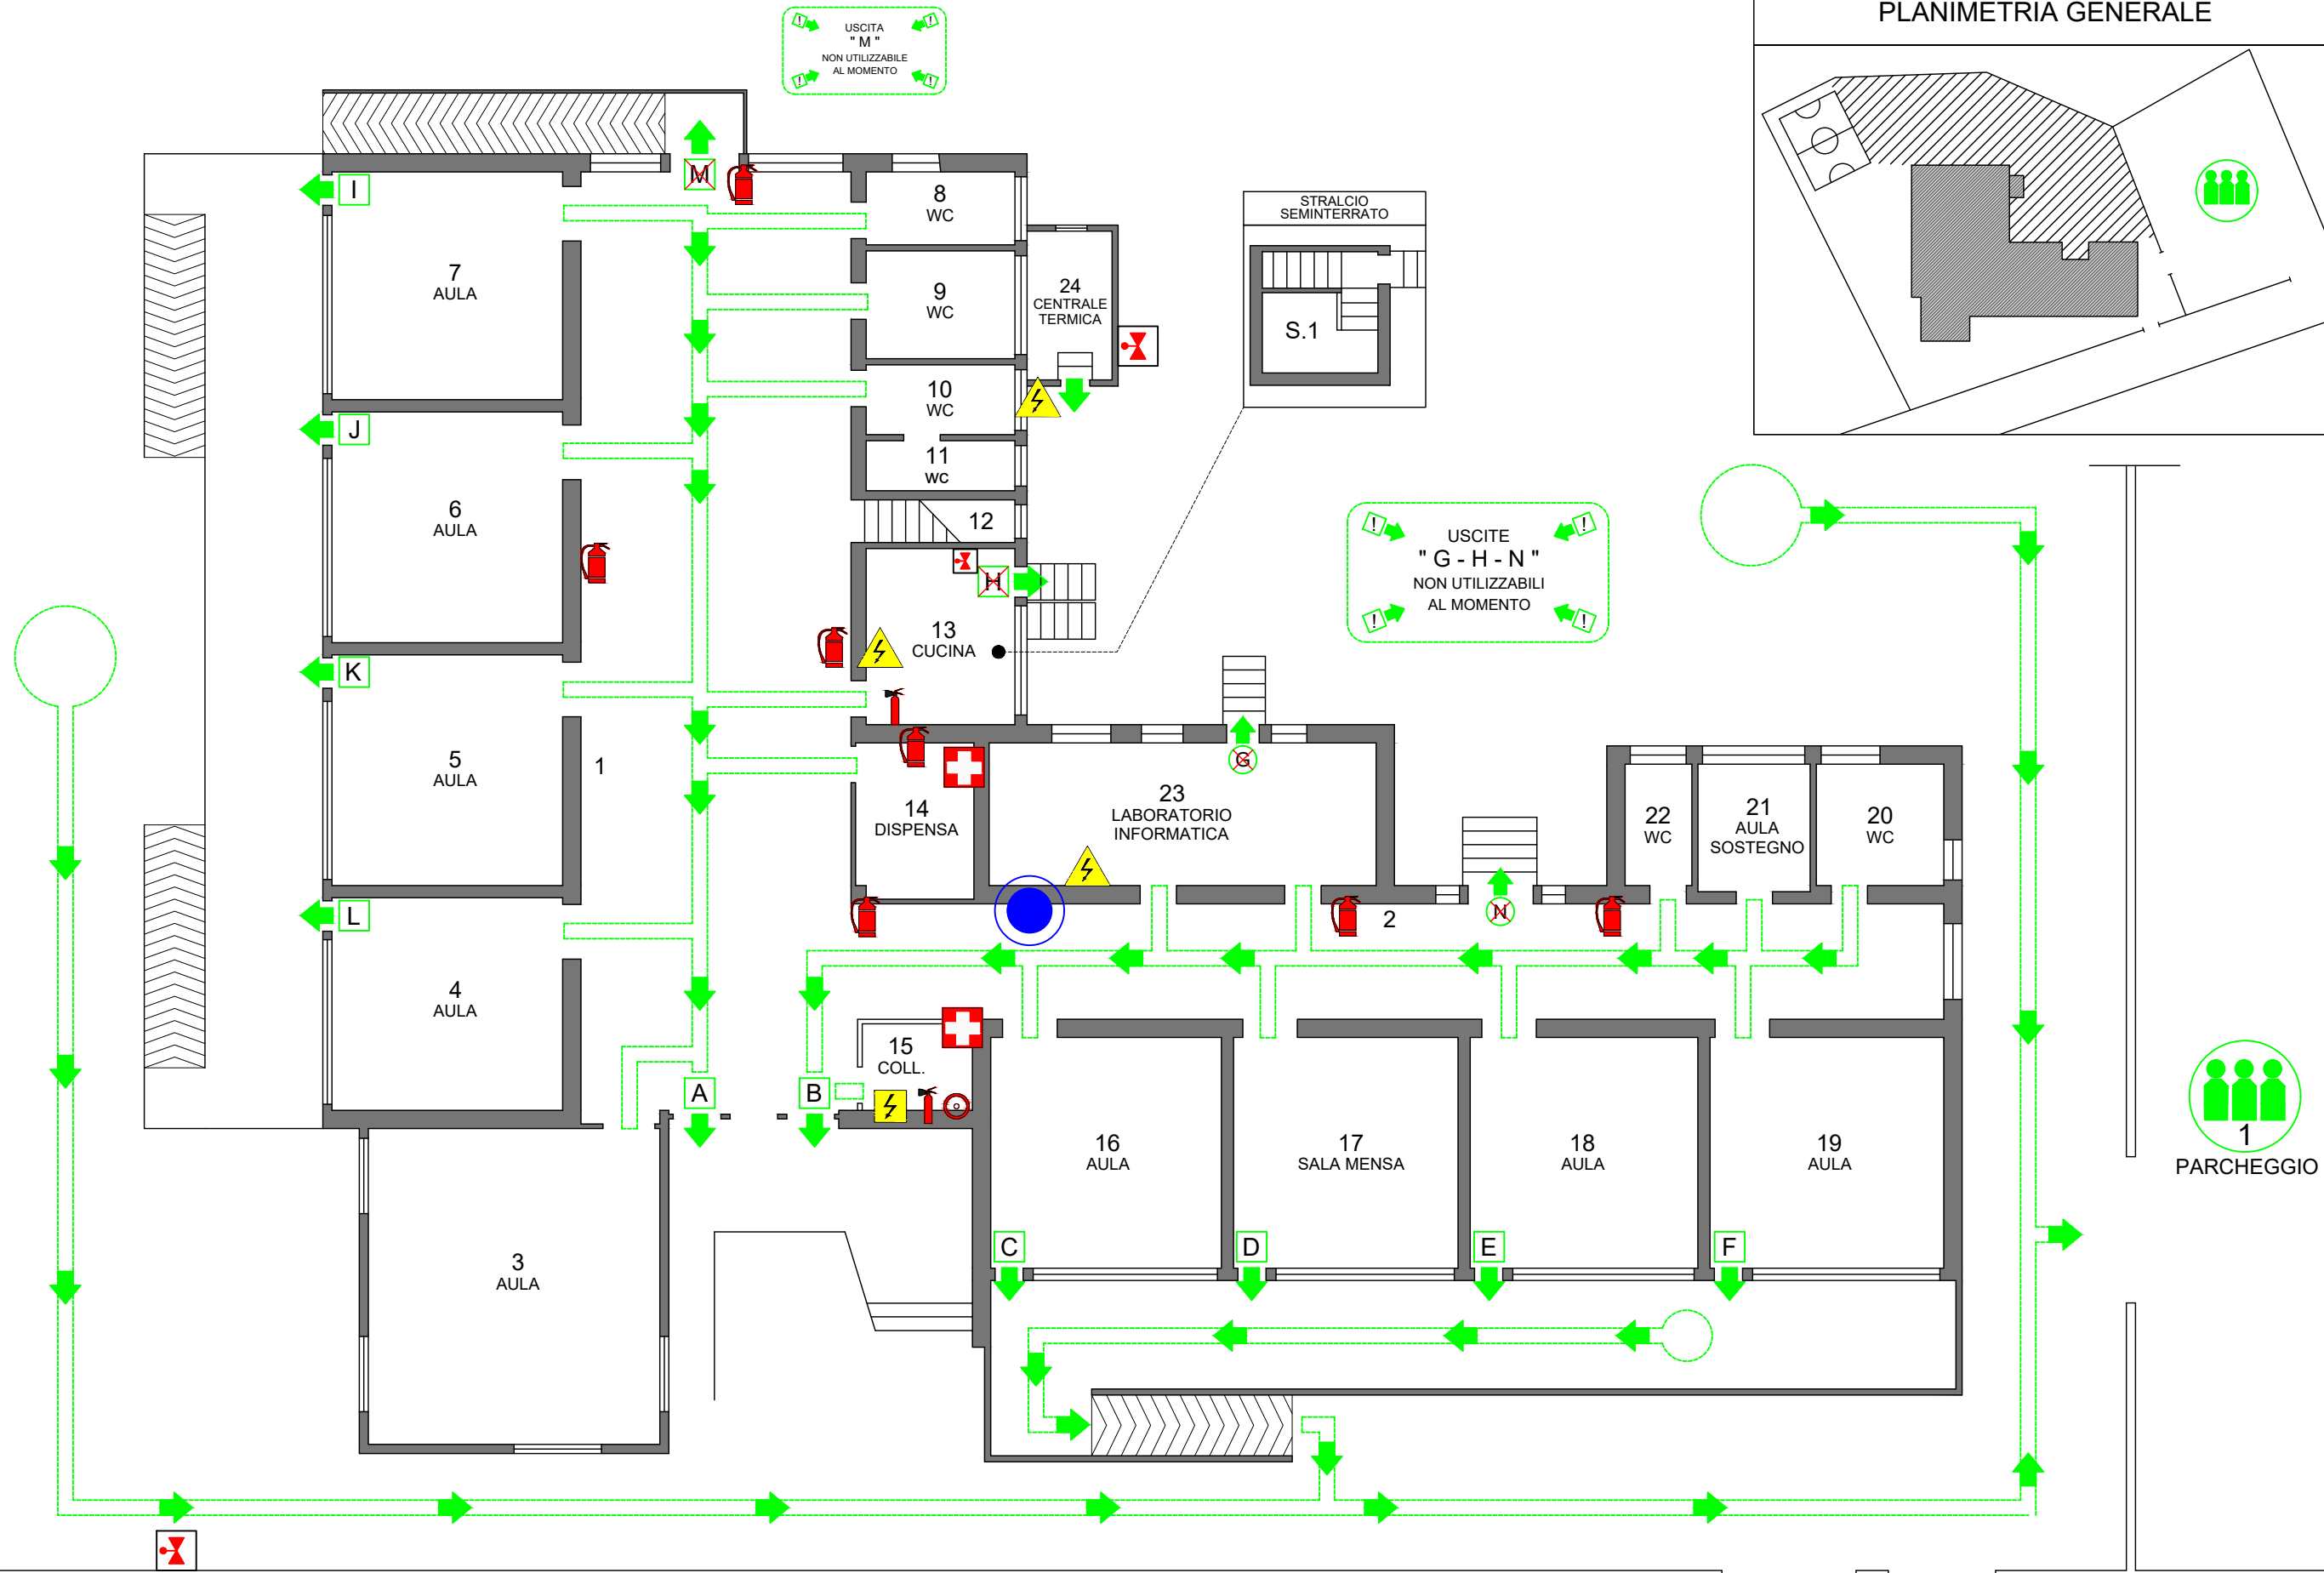 PLANIMETRIA GENERALE
USCITA
" M "
NON UTILIZZABILE
AL MOMENTO
!
!
!
!
M
I
7
AULA
8
WC
9
WC
24
CENTRALE
TERMICA
STRALCIO
SEMINTERRATO
S.1
10
WC
J
11
wc
6
AULA
12
H
USCITE
" G - H - N "
NON UTILIZZABILI
AL MOMENTO
!
!
!
!
13
CUCINA
K
5
AULA
1
G
14
DISPENSA
23
LABORATORIO
INFORMATICA
22
WC
21
AULA
SOSTEGNO
20
WC
L
2
N
4
AULA
15
COLL.
A
B
16
AULA
17
SALA MENSA
18
AULA
19
AULA
1
PARCHEGGIO
C
D
E
F
3
AULA